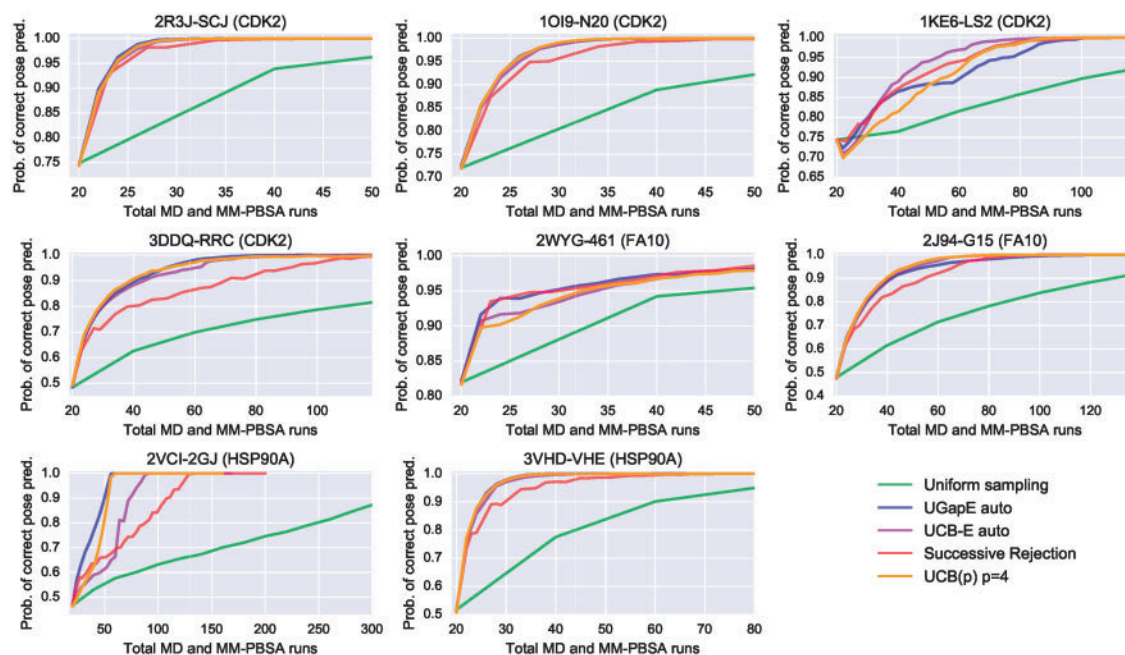 2R3J-SCJ (CDK2)
Prob. of correct pose pred.
1.00
0.95
0.90
0.85
0.80
0.75
20 25 30 35 40 45 50
Total MD and MM-PBSA runs
1OI9-N20 (CDK2)
Prob. of correct pose pred.
1.00
0.95
0.90
0.85
0.80
0.75
0.70
20 25 30 35 40 45 50
Total MD and MM-PBSA runs
1KE6-LS2 (CDK2)
Prob. of correct pose pred.
1.00
0.95
0.90
0.85
0.80
0.75
0.70
0.65
20 40 60 80 100
Total MD and MM-PBSA runs
3DDQ-RRC (CDK2)
Prob. of correct pose pred.
1.0
0.9
0.8
0.7
0.6
0.5
20 40 60 80 100
Total MD and MM-PBSA runs
2WYG-461 (FA10)
Prob. of correct pose pred.
1.00
0.95
0.90
0.85
0.80
20 25 30 35 40 45 50
Total MD and MM-PBSA runs
2J94-G15 (FA10)
Prob. of correct pose pred.
1.0
0.9
0.8
0.7
0.6
0.5
0.4
20 40 60 80 100 120
Total MD and MM-PBSA runs
2VCI-2GJ (HSP90A)
Prob. of correct pose pred.
1.0
0.9
0.8
0.7
0.6
0.5
50 100 150 200 250 300
Total MD and MM-PBSA runs
3VHD-VHE (HSP90A)
Prob. of correct pose pred.
1.0
0.9
0.8
0.7
0.6
0.5
20 30 40 50 60 70 80
Total MD and MM-PBSA runs
Uniform sampling
UGapE auto
UCB-E auto
Successive Rejection
UCB(p) p=4